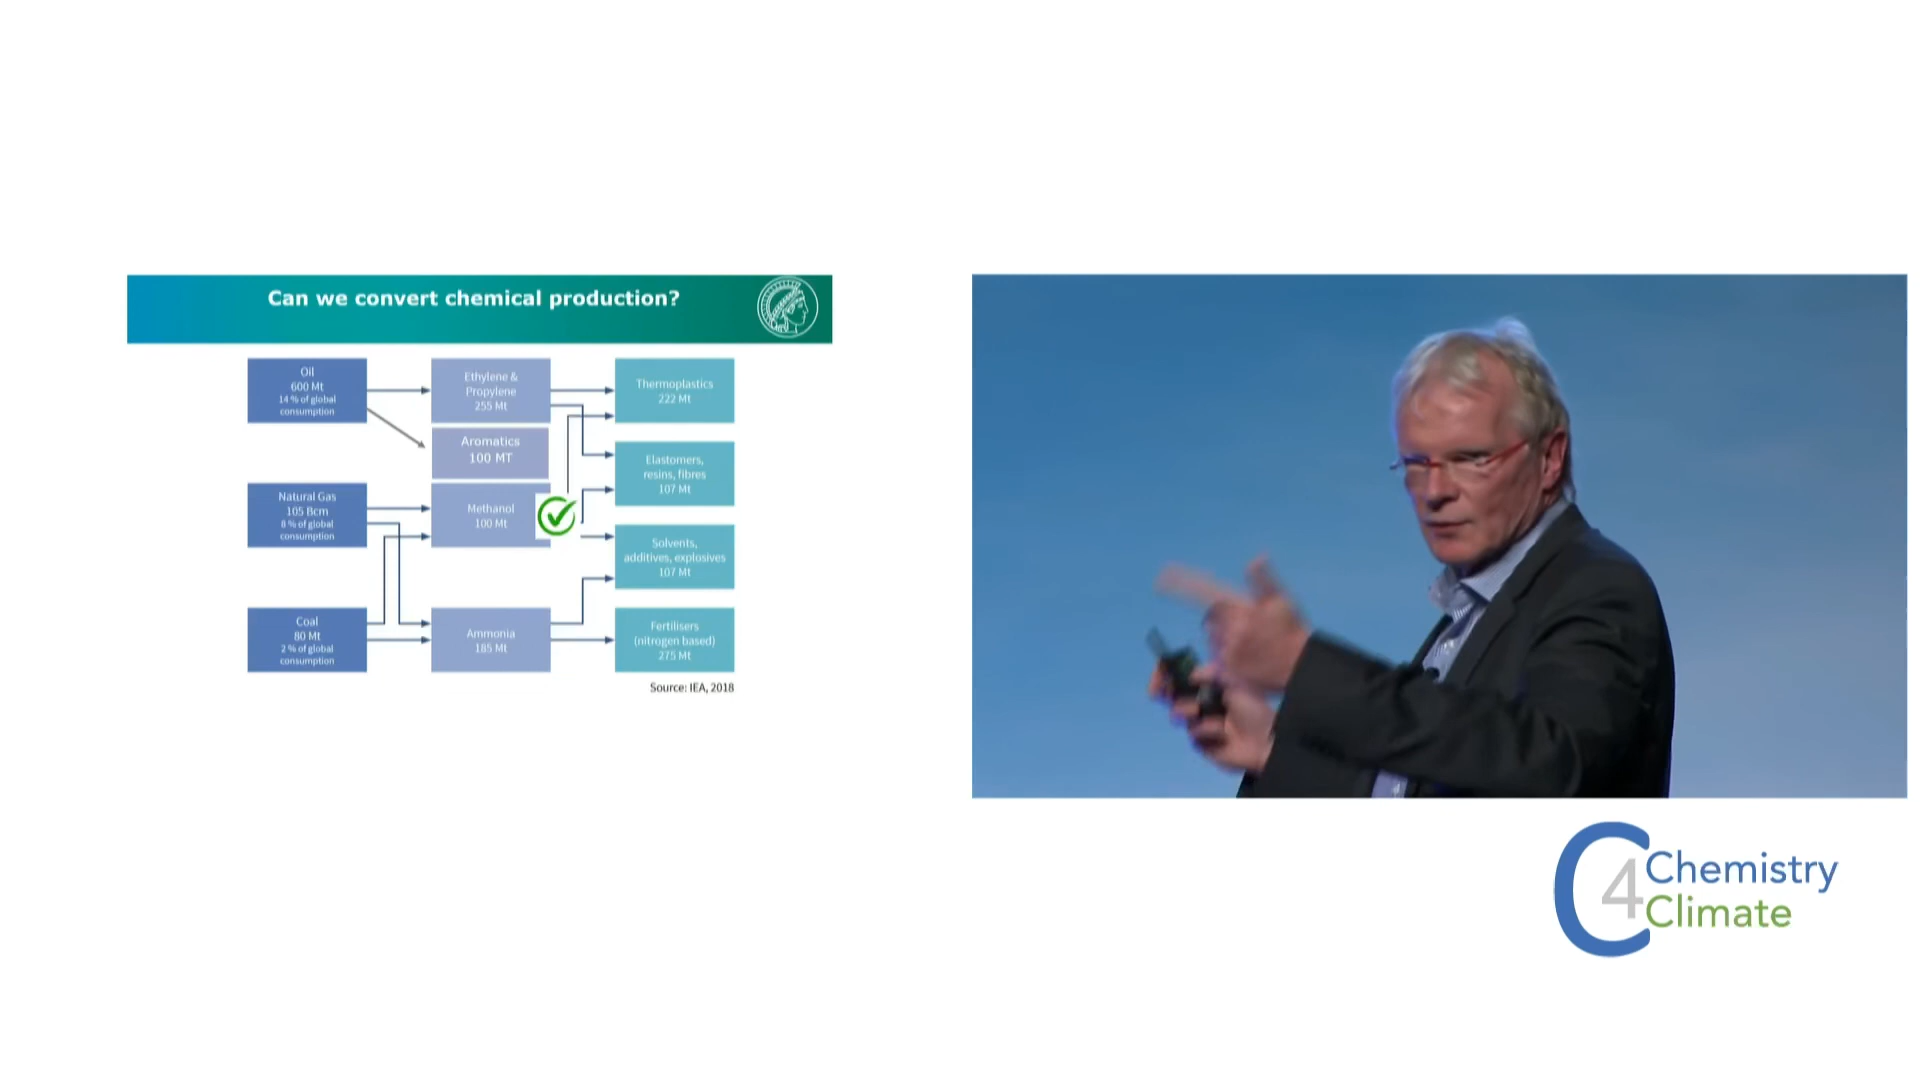 Can we convert chemical production?
Oil
600 Mt
14 % of global
consumption
Ethylene &
Propylene
255 Mt
Thermoplastics
222 Mt
Aromatics
100 MT
Elastomers,
resins, fibres
107 Mt
Natural Gas
105 Bcm
8 % of global
consumption
Methanol
100 Mt
Solvents,
additives, explosives
107 Mt
Coal
80 Mt
2 % of global
consumption
Ammonia
185 Mt
Fertilisers
(nitrogen based)
275 Mt
Source: IEA, 2018
C4
Chemistry
Climate